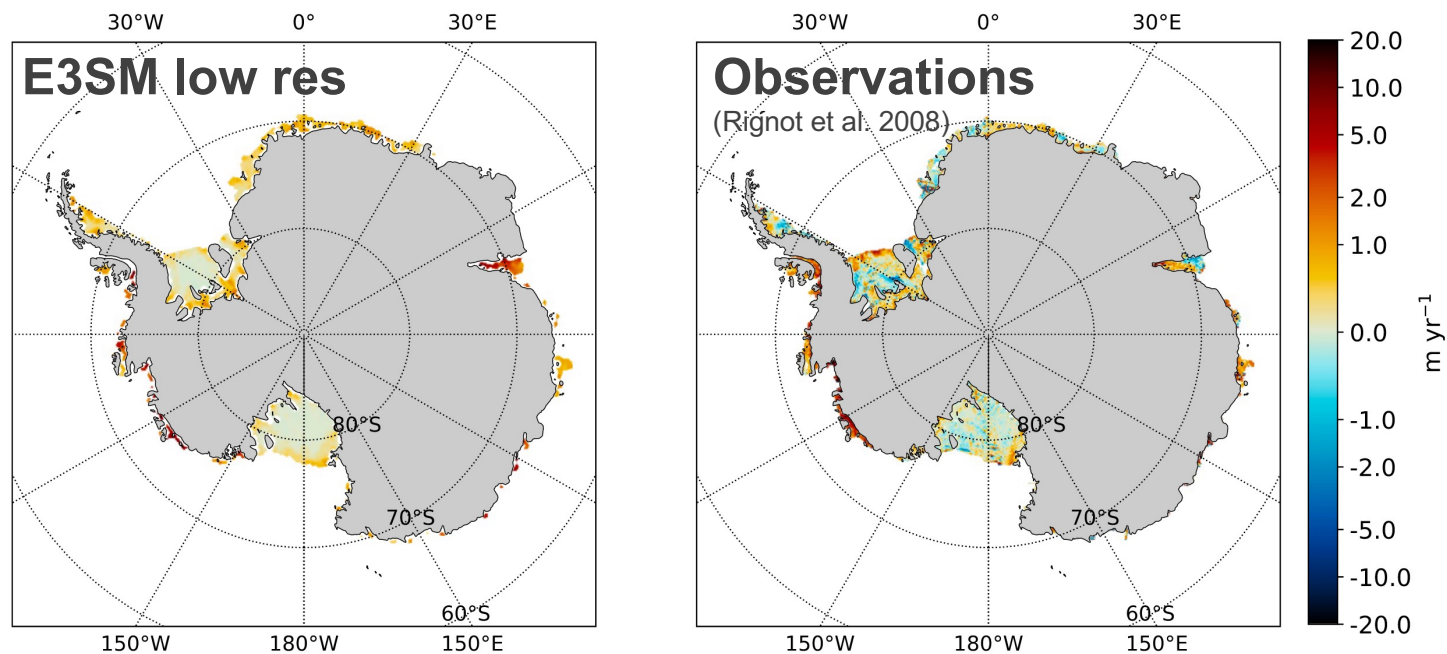 30°W 0° 30°E
30°W 0° 30°E
E3SM low res
Observations
(Rignot et al. 2008)
80°S
70°S
60°S
80°S
70°S
60°S
150°W 180°W 150°E
150°W 180°W 150°E
20.0
10.0
5.0
2.0
1.0
0.0
-1.0
-2.0
-5.0
-10.0
-20.0
m yr⁻¹